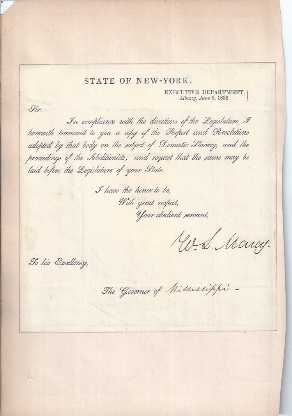 STATE OF NEW-YORK.
EXECUTIVE DEPARTMENT,
Albany, June 8, 1836.
Sir:
In compliance with the directions of the Legislature, I
herewith transmit to you a copy of the Report and Resolutions
adopted by that body on the subject of Domestic Slavery, and the
proceedings of the Abolitionists; and request that the same may be
laid before the Legislature of your State.
I have the honor to be,
With great respect,
Your obedient servant,
W. L. Marcy.
To his Excellency,
The Governor of Mississippi -